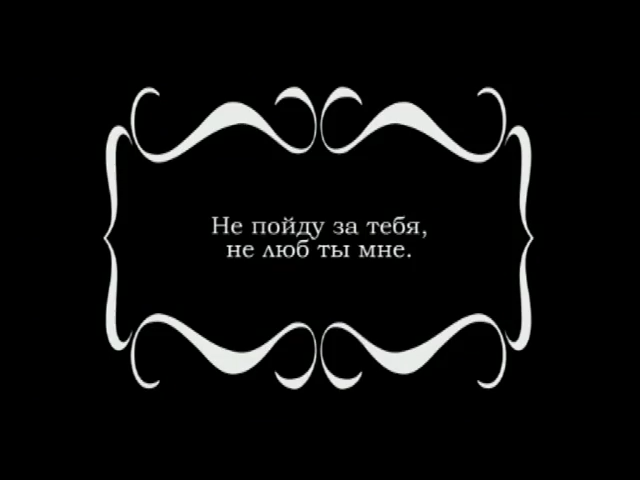 Не пойду за тебя,
не люб ты мне.